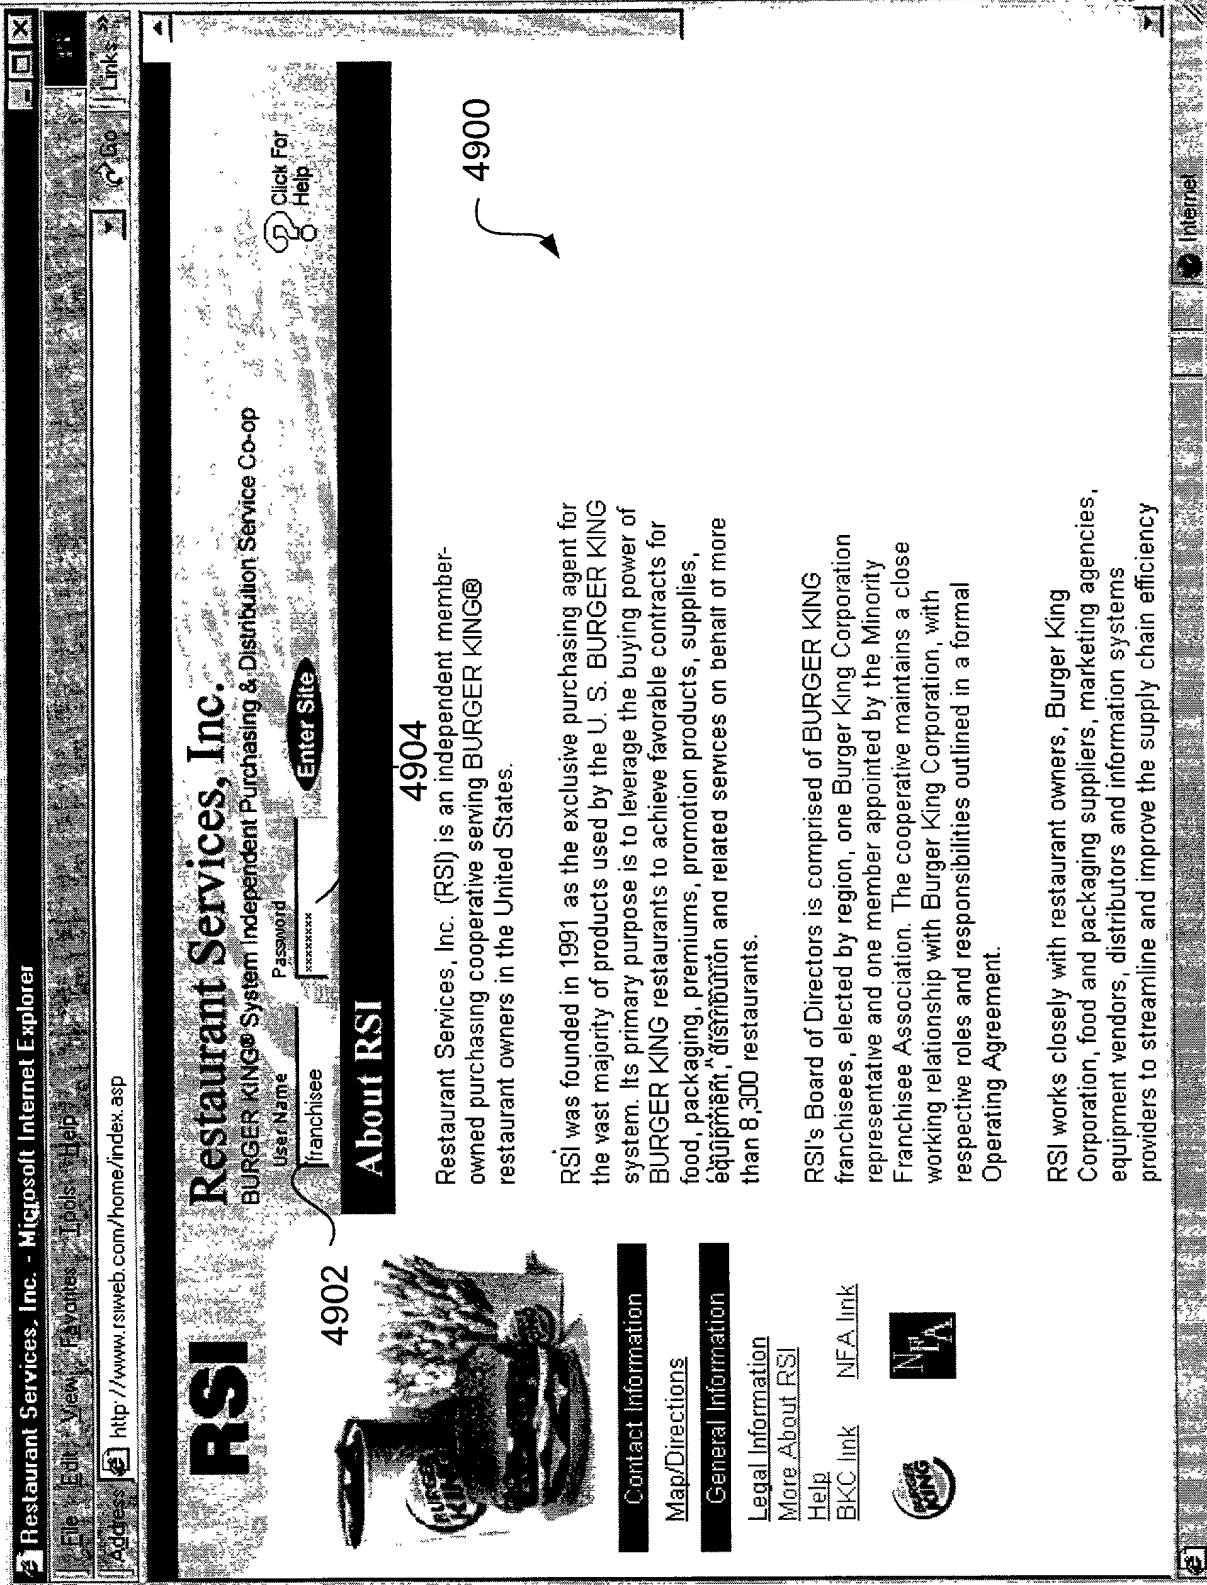 Restaurant Services, Inc. - Microsoft Internet Explorer
File Edit View Favorites Tools Help
Address http://www.rsiweb.com/home/index.asp Go Links »
RSI
Restaurant Services, Inc.
BURGER KING® System Independent Purchasing & Distribution Service Co-op
User Name
Password
franchisee
xxxxxxxxx
Enter Site
Click For
Help
4902
About RSI
4904
4900
BURGER
KING
Restaurant Services, Inc. (RSI) is an independent member-
owned purchasing cooperative serving BURGER KING®
restaurant owners in the United States.
RSI was founded in 1991 as the exclusive purchasing agent for
the vast majority of products used by the U. S. BURGER KING
system. Its primary purpose is to leverage the buying power of
BURGER KING restaurants to achieve favorable contracts for
food, packaging, premiums, promotion products, supplies,
equipment, distribution and related services on behalf of more
than 8,300 restaurants.
RSI's Board of Directors is comprised of BURGER KING
franchisees, elected by region, one Burger King Corporation
representative and one member appointed by the Minority
Franchisee Association. The cooperative maintains a close
working relationship with Burger King Corporation, with
respective roles and responsibilities outlined in a formal
Operating Agreement.
RSI works closely with restaurant owners, Burger King
Corporation, food and packaging suppliers, marketing agencies,
equipment vendors, distributors and information systems
providers to streamline and improve the supply chain efficiency
Contact Information
Map/Directions
General Information
Legal Information
More About RSI
Help
BKC link NFA link
BURGER
KING
NFA
Internet